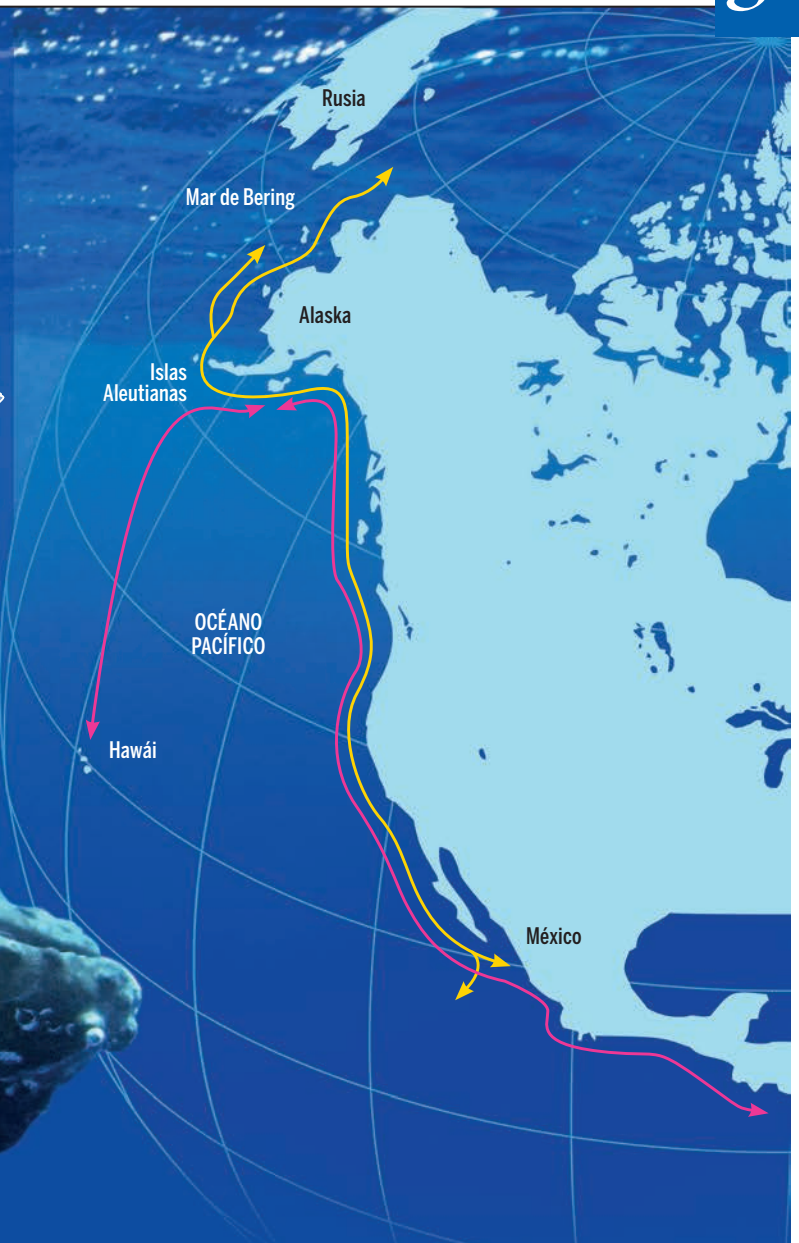 Rusia
Mar de Bering
Alaska
Islas
Aleutianas
OCÉANO
PACÍFICO
Hawái
México